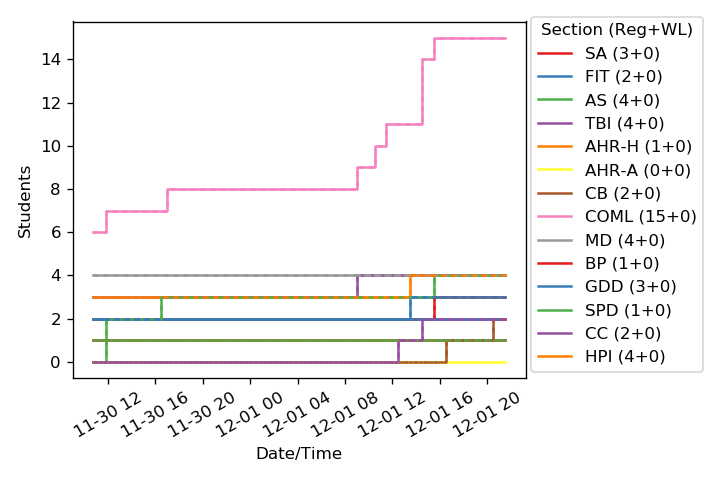 Section (Reg+WL)
SA (3+0)
FIT (2+0)
AS (4+0)
TBI (4+0)
AHR-H (1+0)
AHR-A (0+0)
CB (2+0)
COML (15+0)
MD (4+0)
BP (1+0)
GDD (3+0)
SPD (1+0)
CC (2+0)
HPI (4+0)
Students
14
12
10
8
6
4
2
0
11-30 12
11-30 16
11-30 20
12-01 00
12-01 04
12-01 08
12-01 12
12-01 16
12-01 20
Date/Time